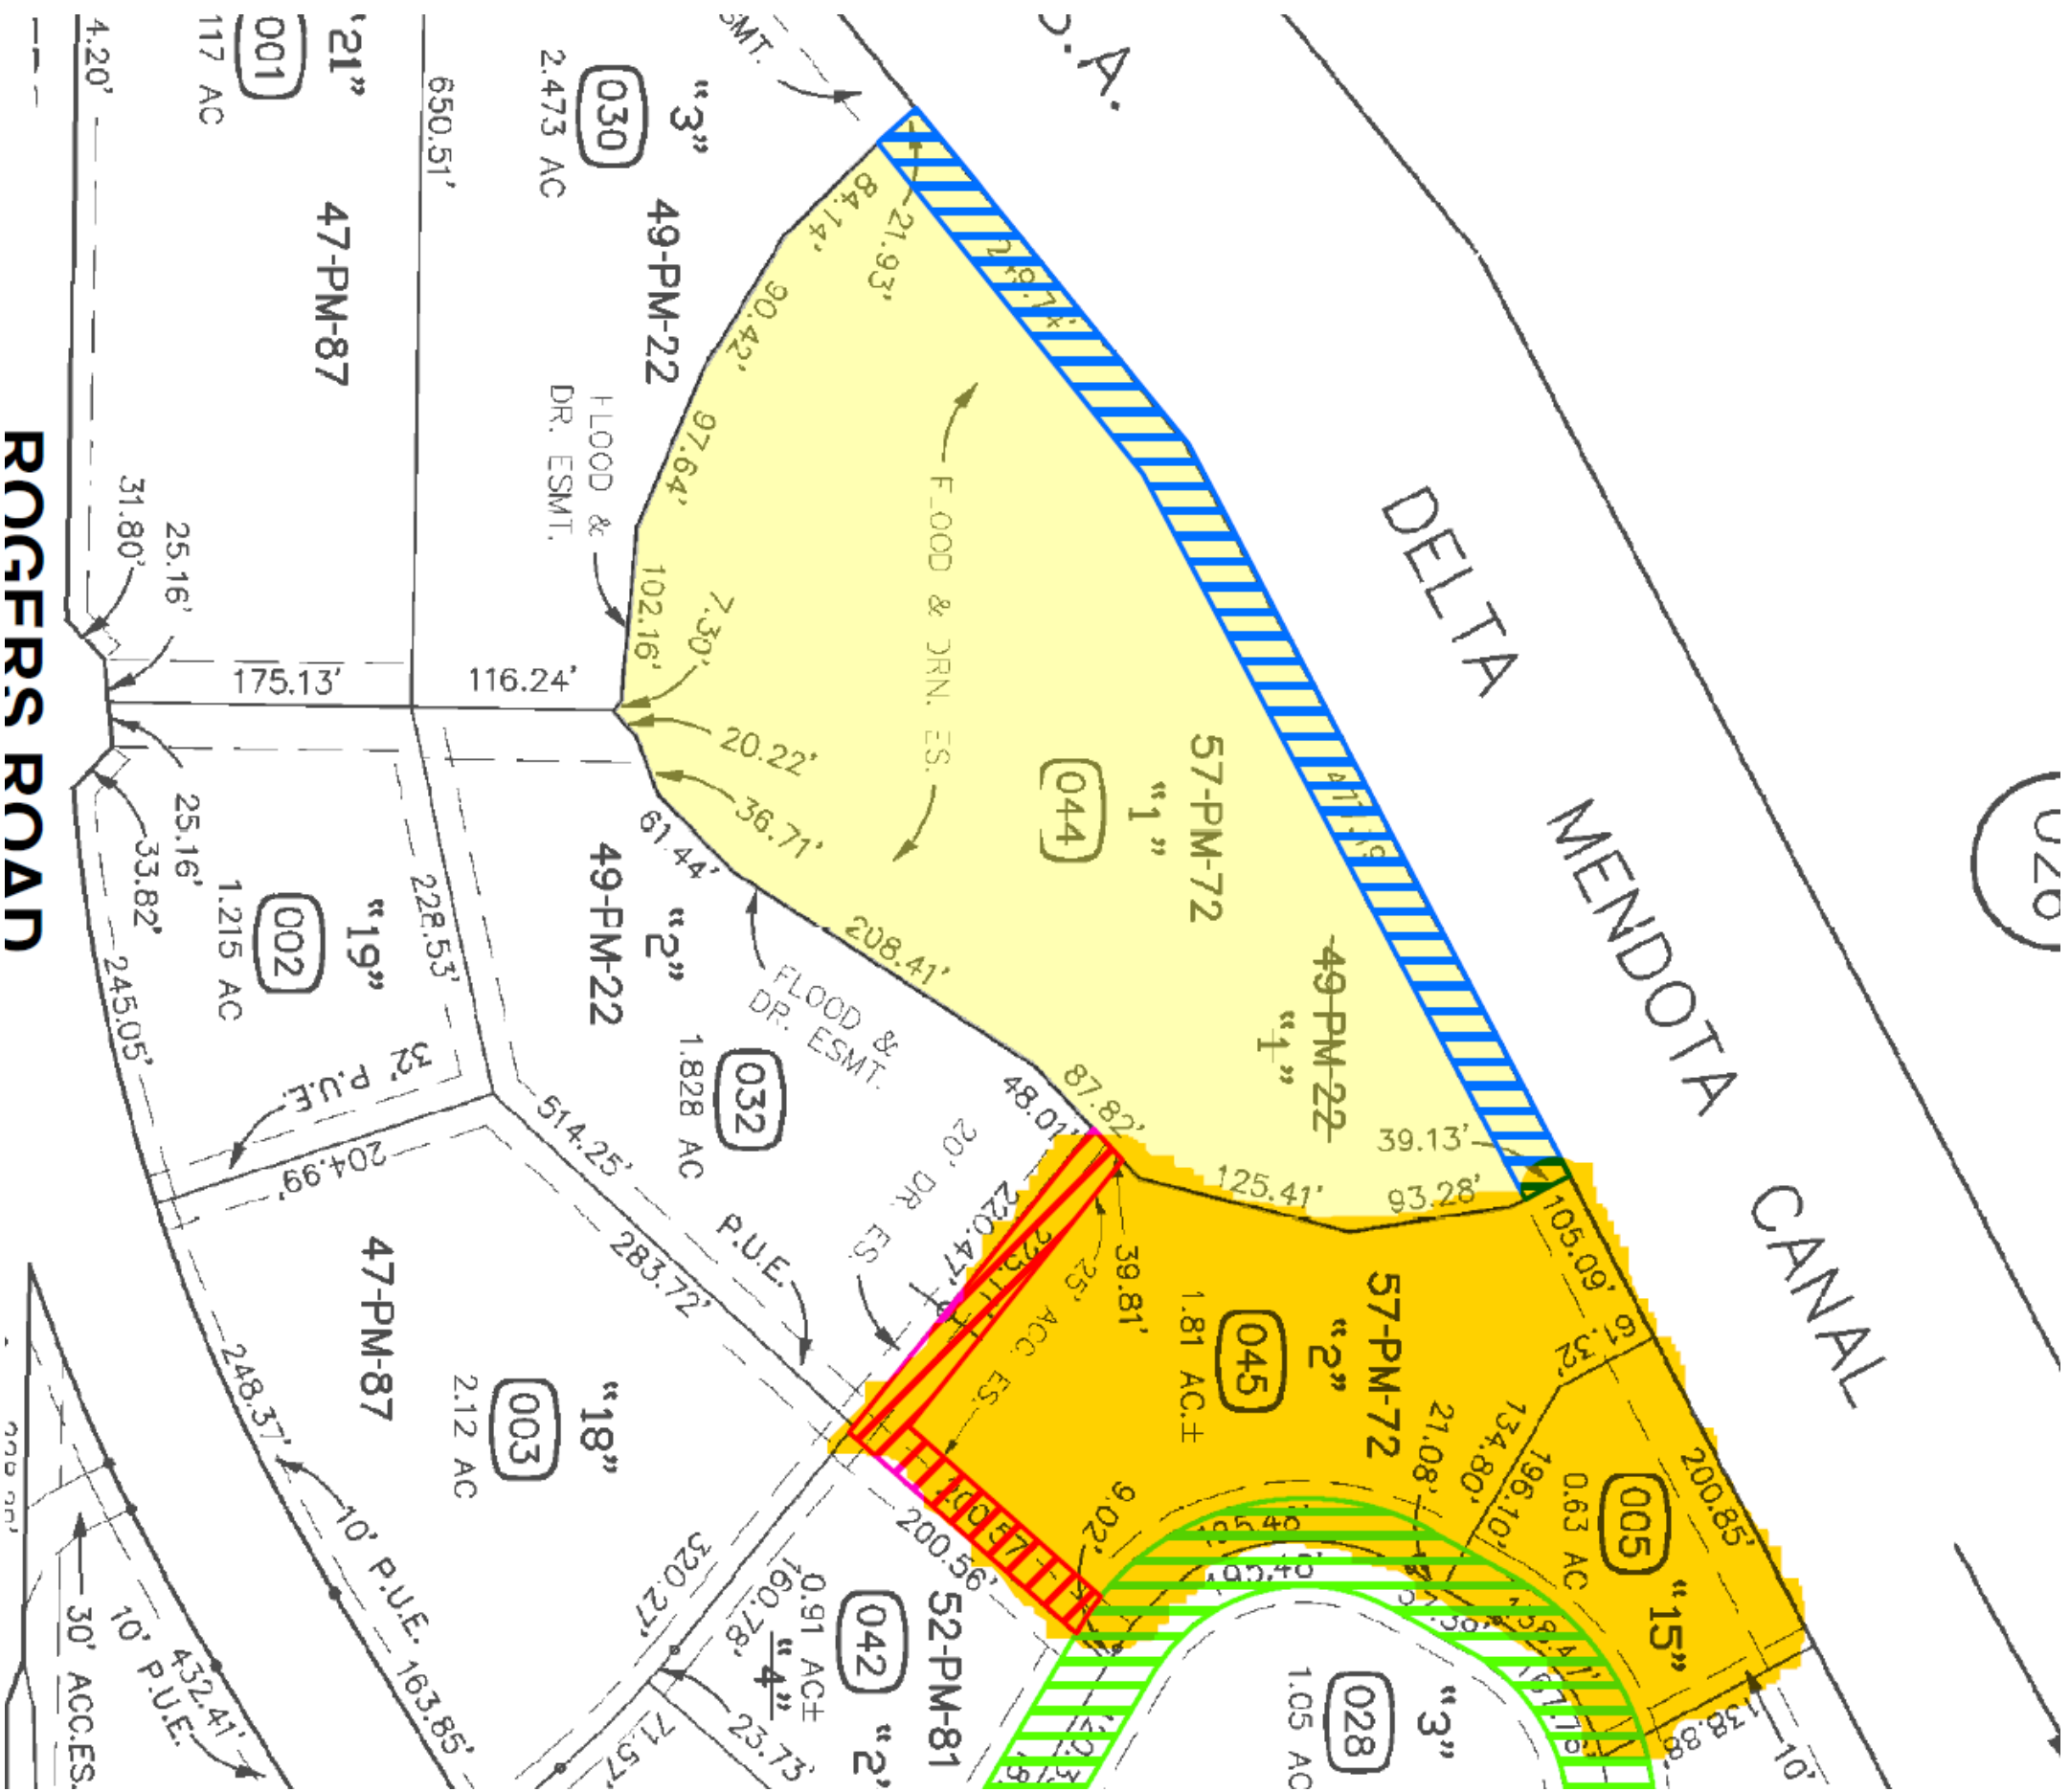 "21"
001
117 AC
4.20'
650.51'
47-PM-87
"3"
030
2.473 AC
49-PM-22
FLOOD &
DR. ESMT.
84.14'
21.93'
90.42'
97.64'
102.16'
7.30'
20.22'
36.71'
61.44'
208.41'
87.82'
48.01'
125.41'
93.28'
39.13'
FLOOD & DRN. ES.
57-PM-72
"1"
044
49-PM-22
"1"
DELTA MENDOTA CANAL
ROGERS ROAD
31.80'
25.16'
175.13'
116.24'
25.16'
33.82'
"19"
002
1.215 AC
228.53'
245.05'
32' P.U.E.
204.99'
"2"
49-PM-22
032
1.828 AC
FLOOD &
DR. ESMT.
20' DR. ES.
514.25'
283.72'
P.U.E.
220.47'
25' ACC. ES.
39.81'
57-PM-72
"2"
045
1.81 AC.±
105.09'
134.80'
21.08'
196.10'
200.85'
005
0.63 AC
"15"
9.02'
200.56'
47-PM-87
"18"
003
2.12 AC
248.37'
10' P.U.E.
163.85'
320.27'
160.78'
0.91 AC±
"4"
042
52-PM-81
23.73'
71.57'
"3"
028
1.05 AC
138.88'
10'
30' ACC.ES.
10' P.U.E.
432.41'